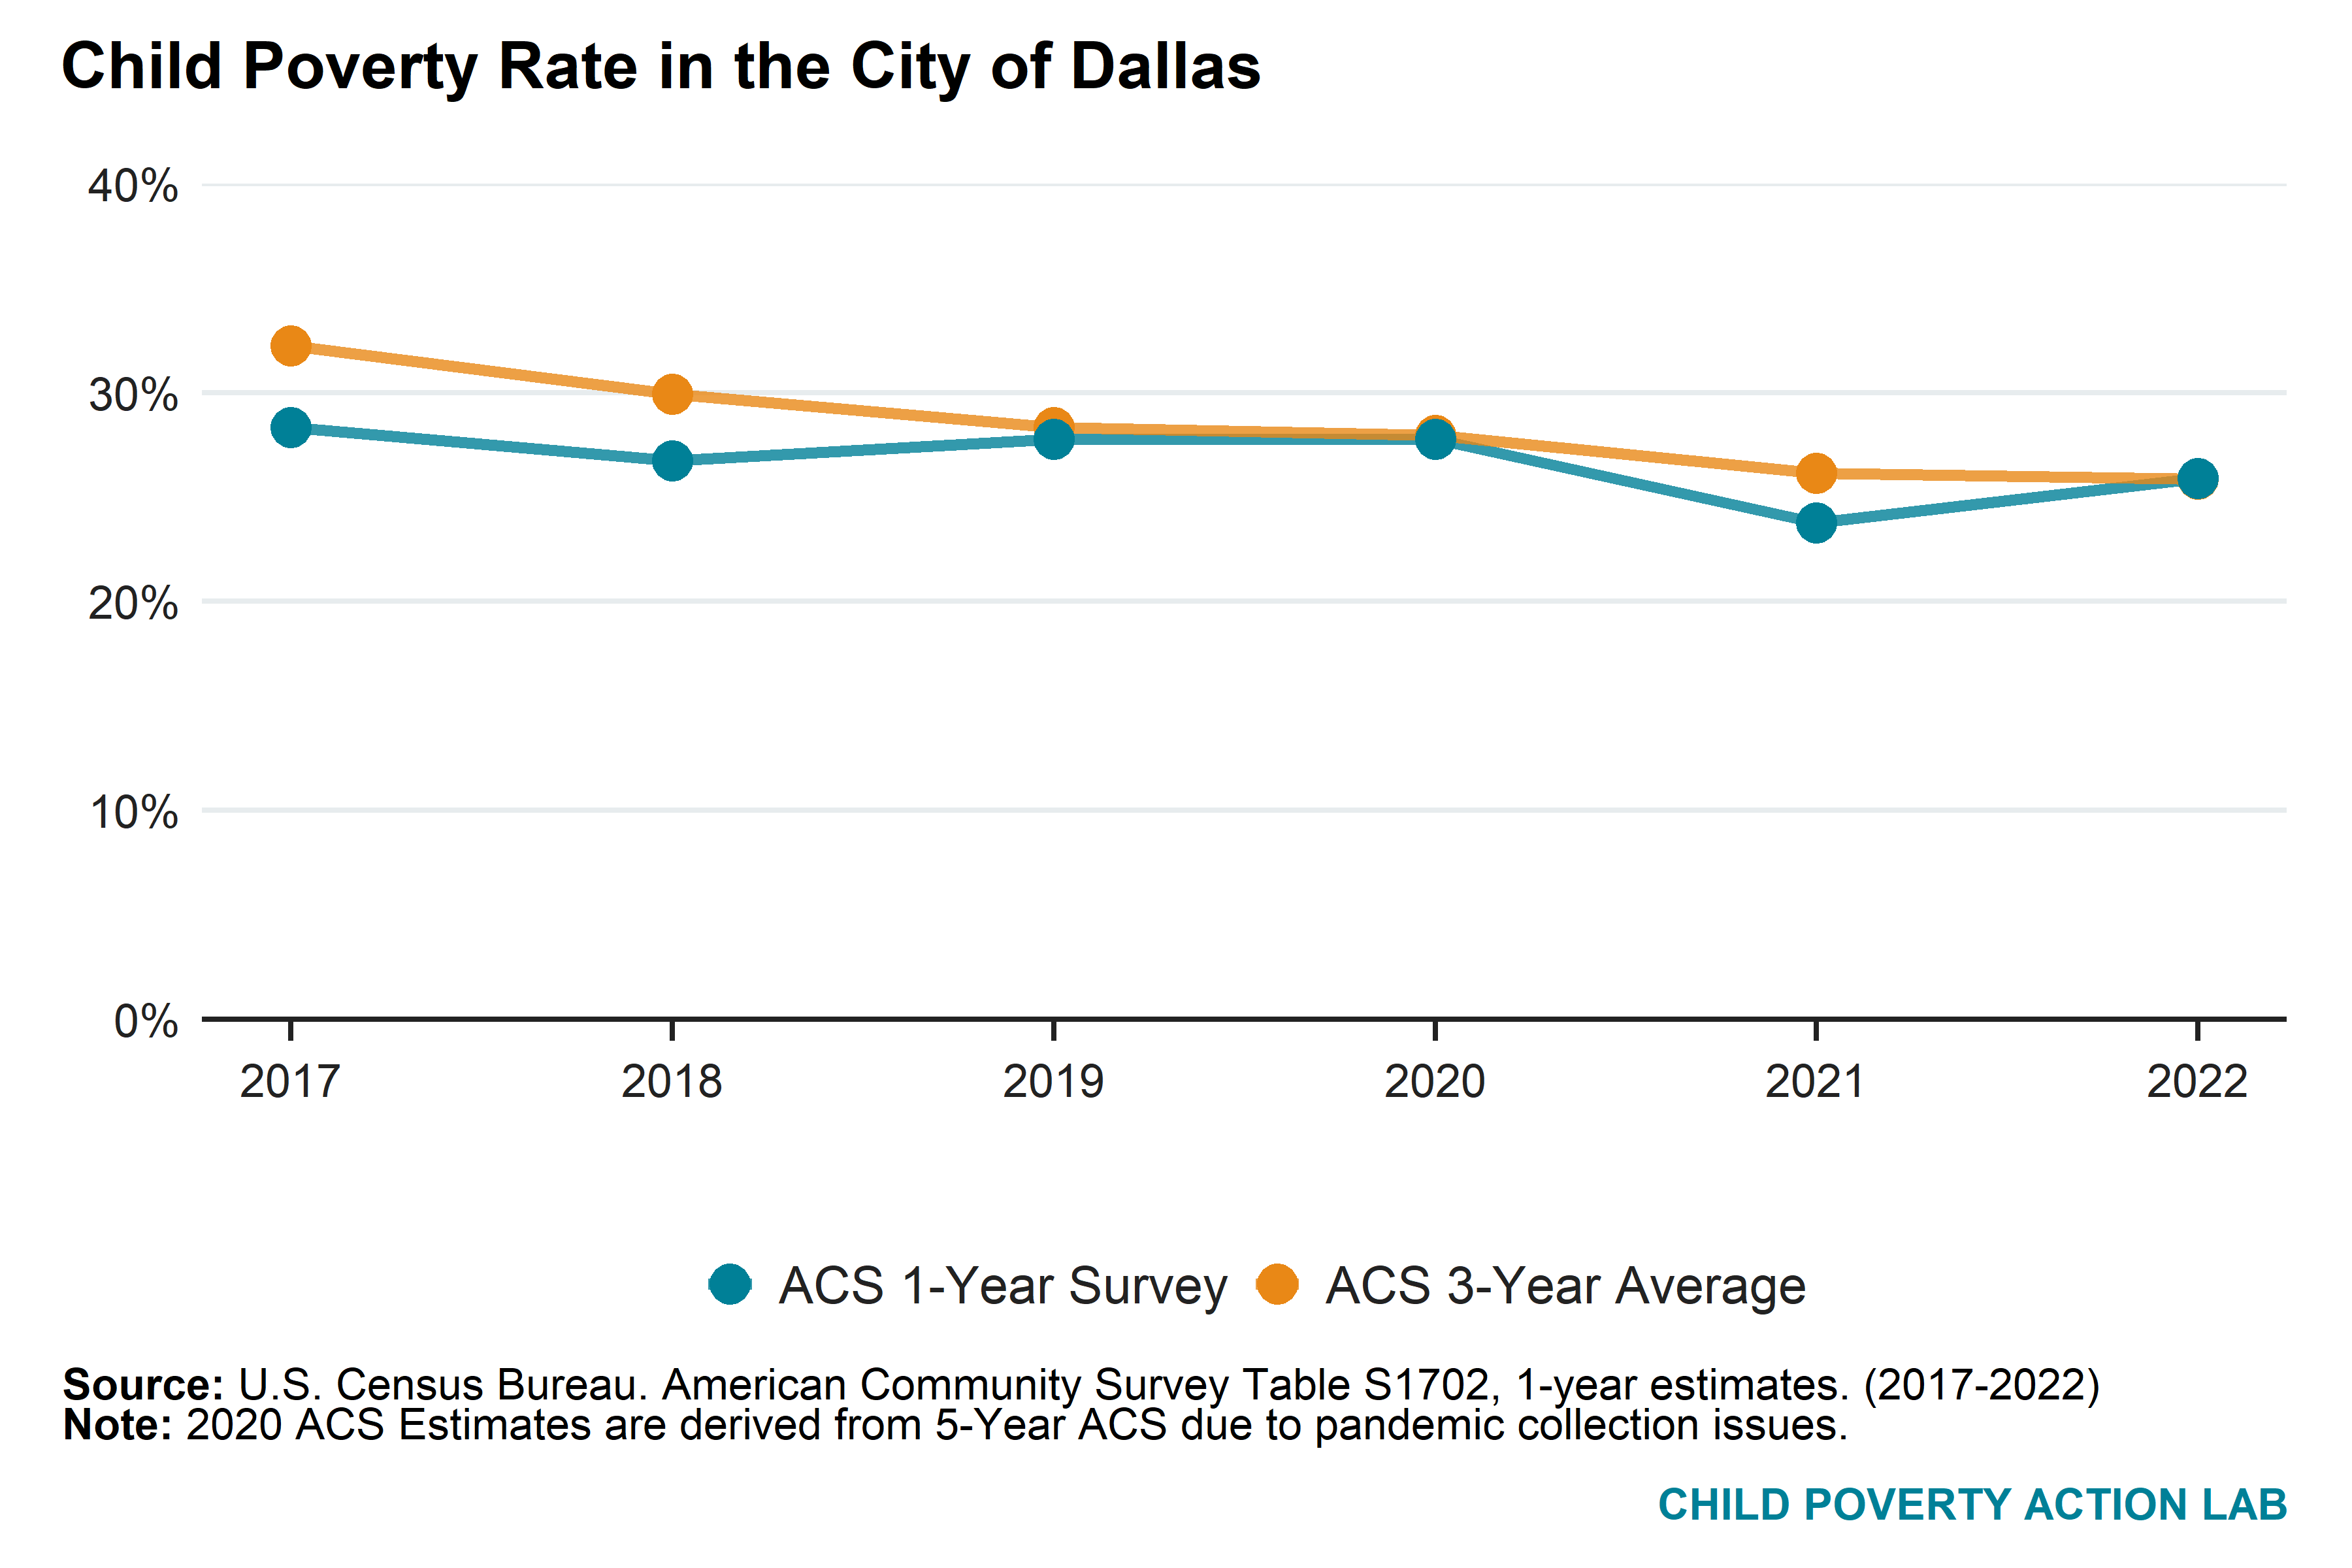 Child Poverty Rate in the City of Dallas
40%
30%
20%
10%
0%
2017 2018 2019 2020 2021 2022
ACS 1-Year Survey ACS 3-Year Average
Source: U.S. Census Bureau. American Community Survey Table S1702, 1-year estimates. (2017-2022)
Note: 2020 ACS Estimates are derived from 5-Year ACS due to pandemic collection issues.
CHILD POVERTY ACTION LAB